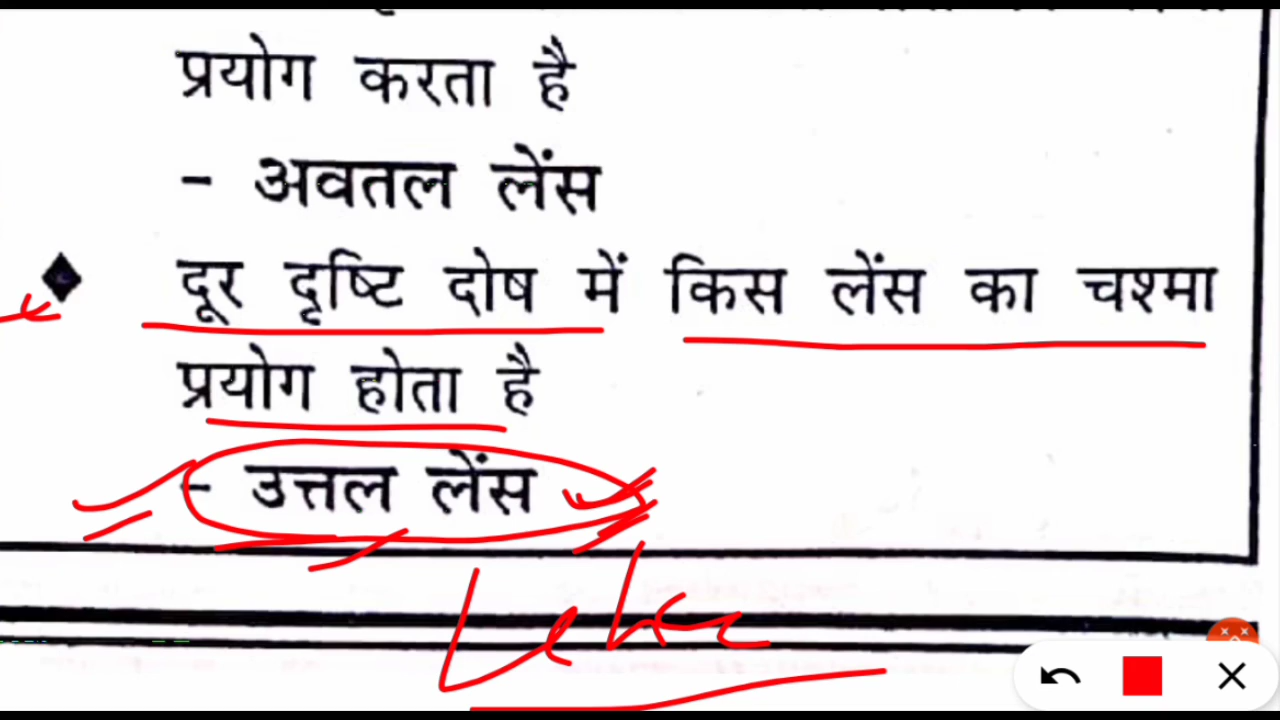 प्रयोग करता है
- अवतल लेंस
◆ दूर दृष्टि दोष में किस लेंस का चश्मा
प्रयोग होता है
- उत्तल लेंस